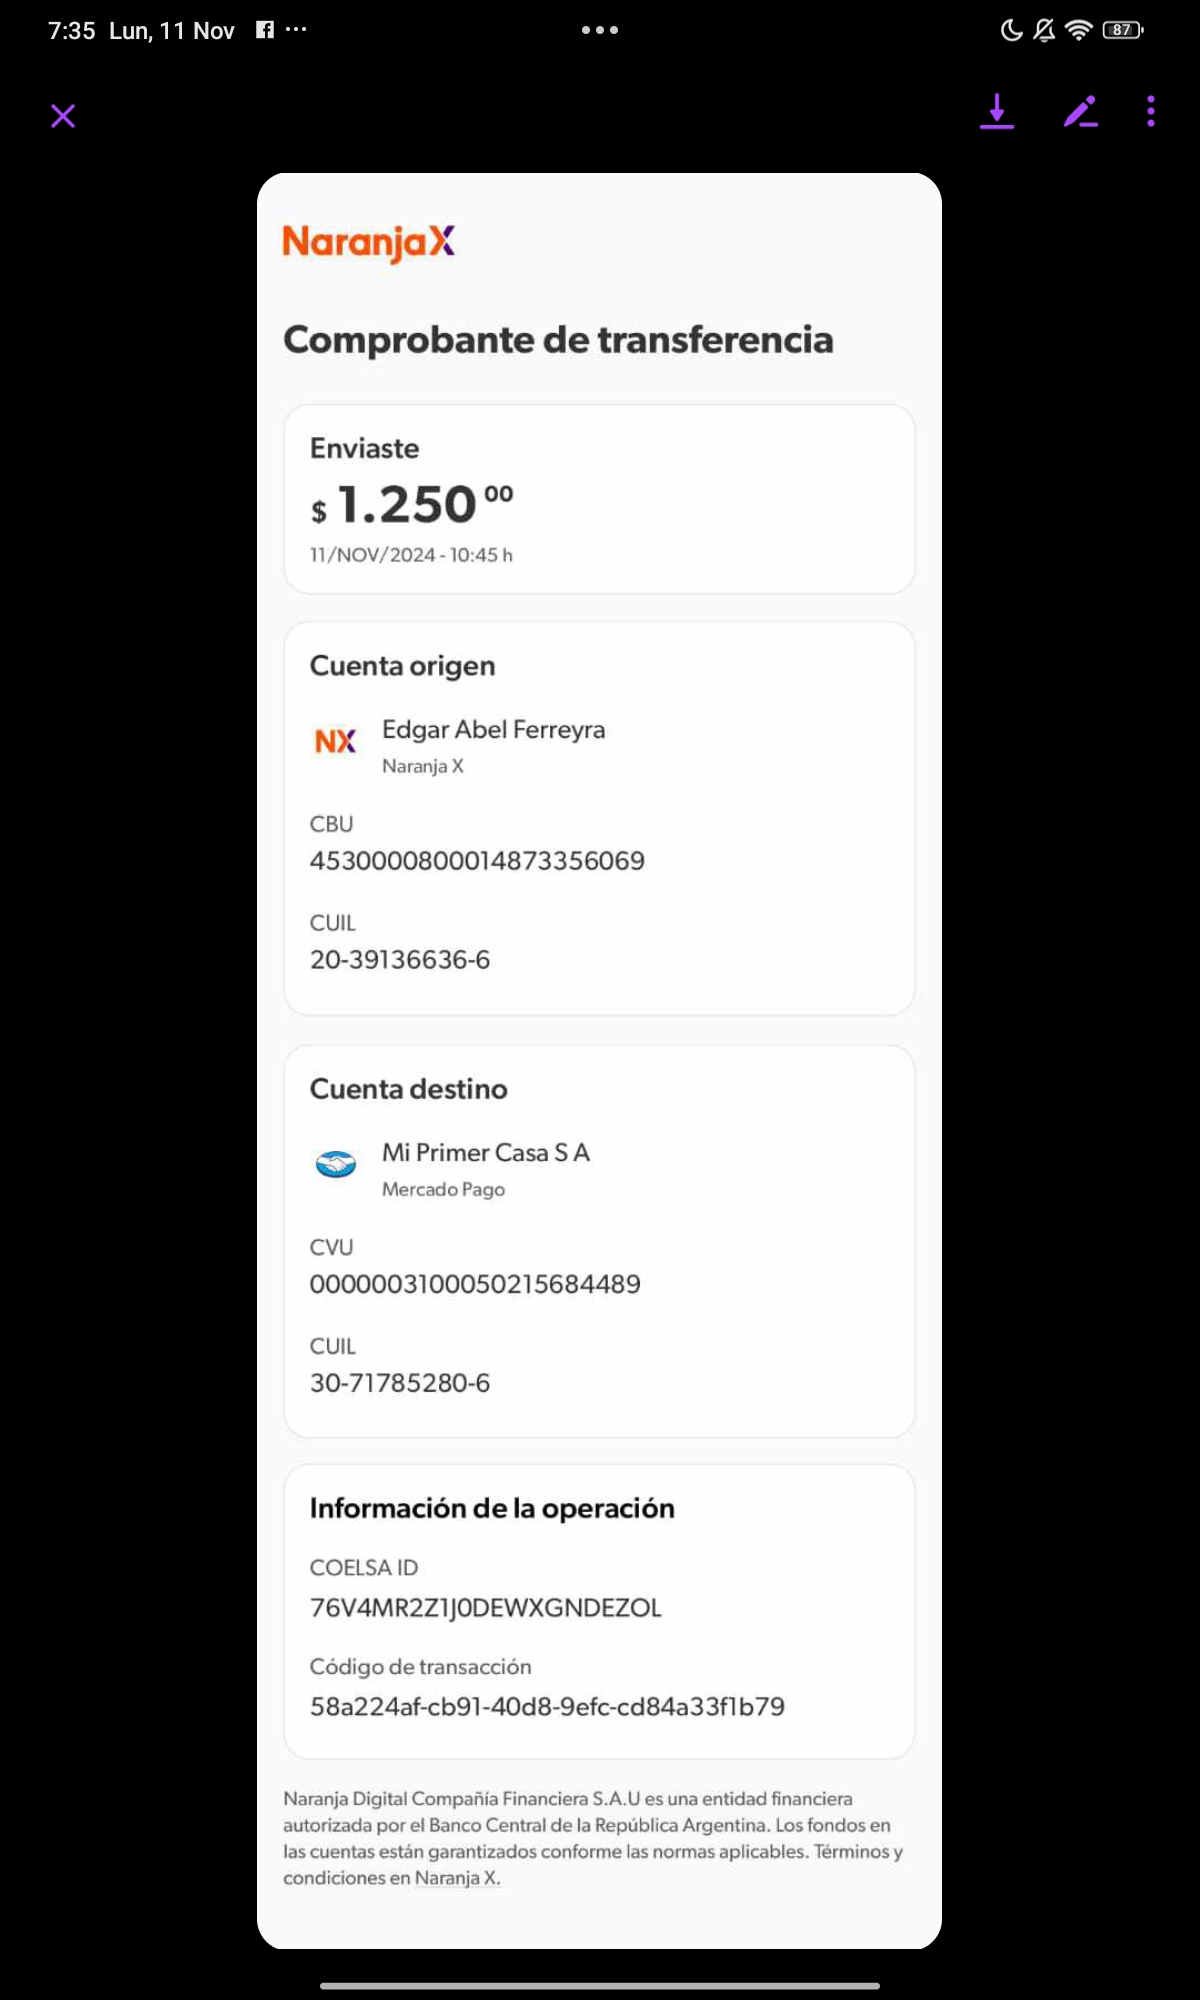 7:35 Lun, 11 Nov
87
NaranjaX
Comprobante de transferencia
Enviaste
$ 1.250 00
11/NOV/2024 - 10:45 h
Cuenta origen
NX
Edgar Abel Ferreyra
Naranja X
CBU
4530000800014873356069
CUIL
20-39136636-6
Cuenta destino
Mi Primer Casa S A
Mercado Pago
CVU
0000003100050215684489
CUIL
30-71785280-6
Información de la operación
COELSA ID
76V4MR2Z1J0DEWXGNDEZOL
Código de transacción
58a224af-cb91-40d8-9efc-cd84a33f1b79
Naranja Digital Compañía Financiera S.A.U es una entidad financiera
autorizada por el Banco Central de la República Argentina. Los fondos en
las cuentas están garantizados conforme las normas aplicables. Términos y
condiciones en Naranja X.